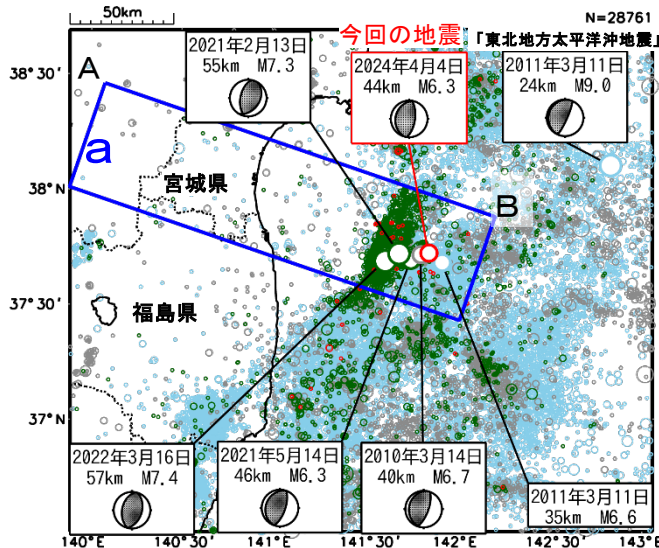 50km
N=28761
今回の地震
「東北地方太平洋沖地震」
2021年2月13日
55km M7.3
2024年4月4日
44km M6.3
2011年3月11日
24km M9.0
38°30′
A
a
宮城県
38°N
B
37°30′
福島県
37°N
2022年3月16日
57km M7.4
2021年5月14日
46km M6.3
2010年3月14日
40km M6.7
2011年3月11日
35km M6.6
140°E
140°30′
141°E
141°30′
142°E
142°30′
143°E